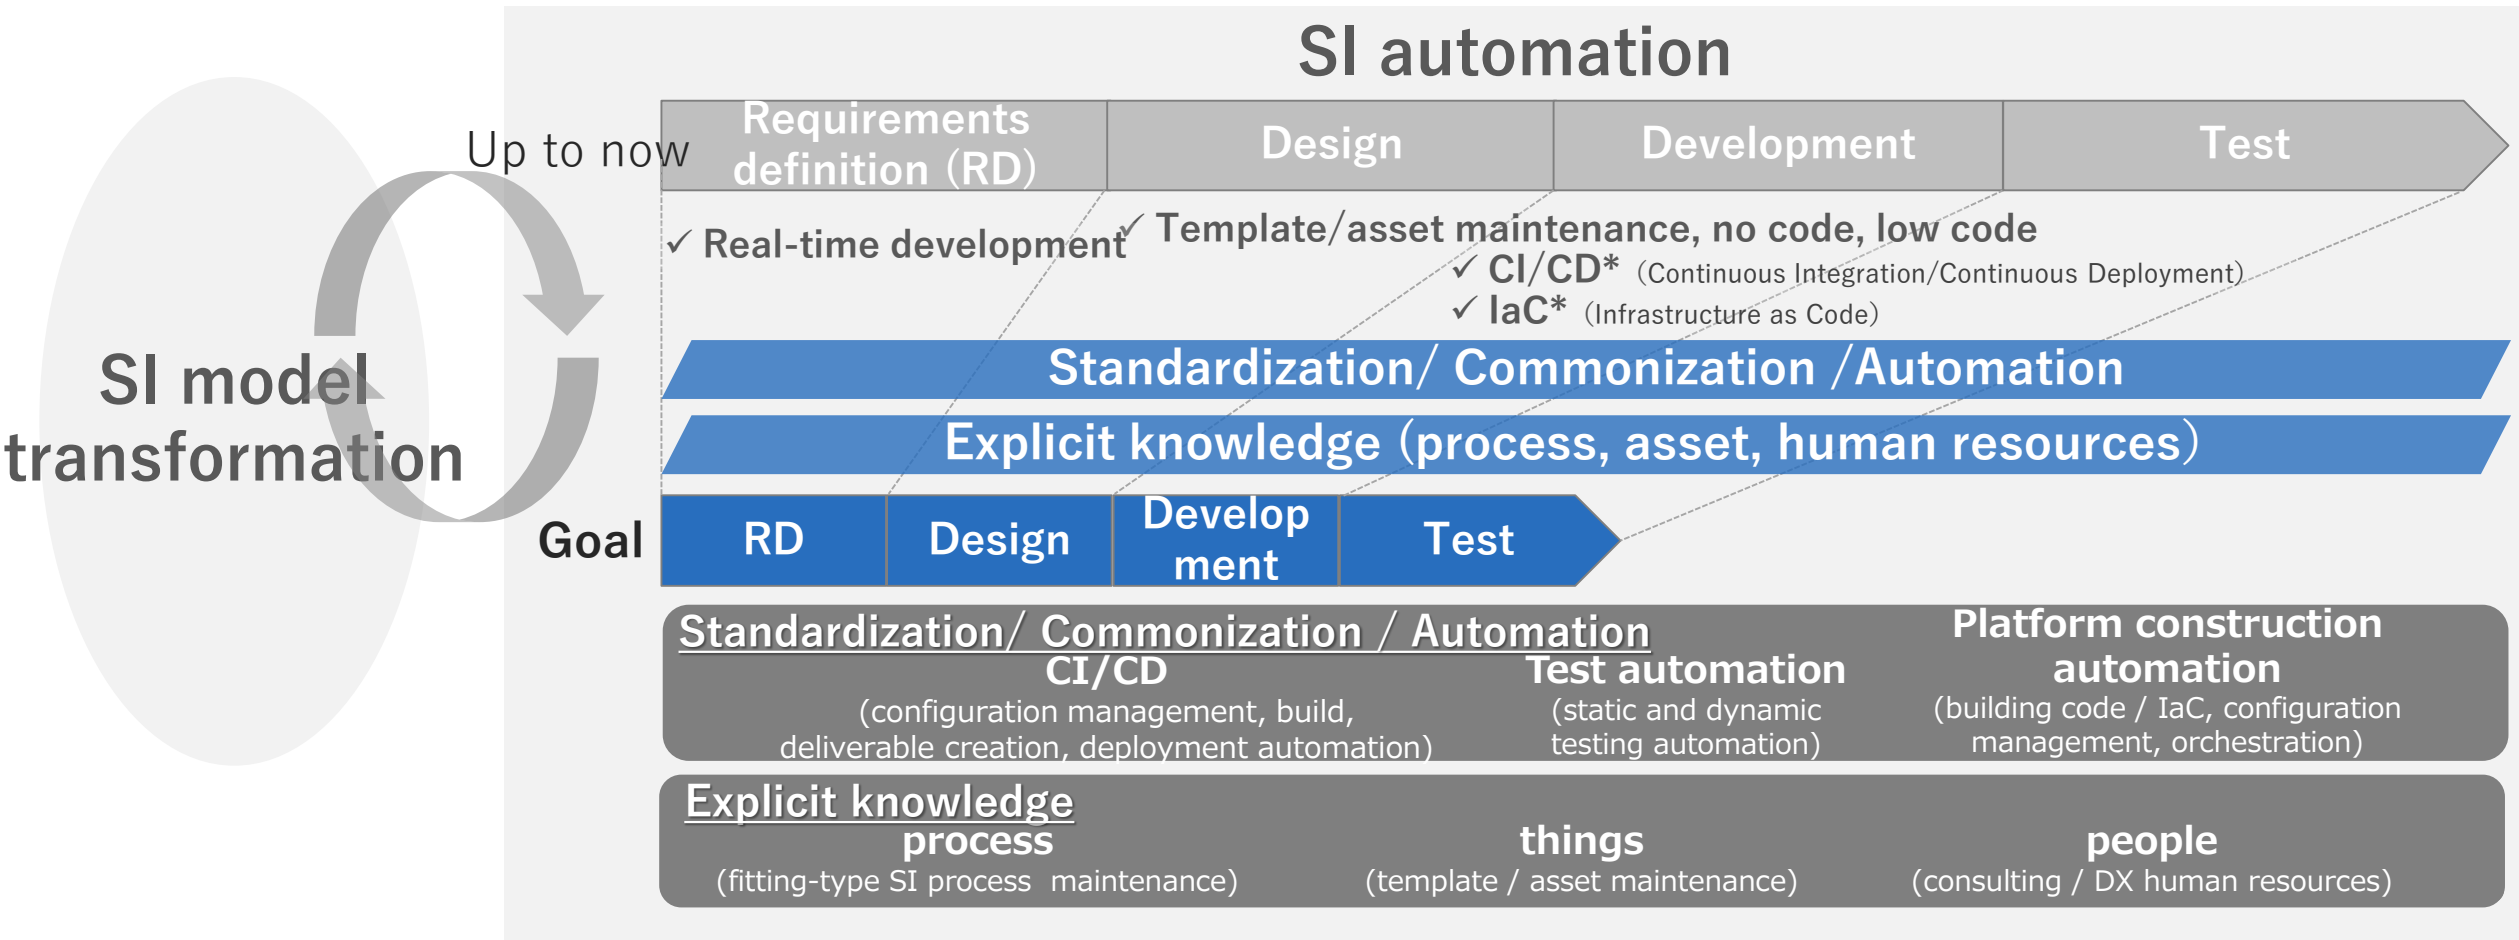 SI automation
Up to now
Requirements
definition (RD)
Design
Development
Test
✓ Real-time development
✓ Template/asset maintenance, no code, low code
✓ CI/CD* (Continuous Integration/Continuous Deployment)
✓ IaC* (Infrastructure as Code)
SI model
transformation
Standardization/ Commonization /Automation
Explicit knowledge (process, asset, human resources)
Goal
RD
Design
Develop
ment
Test
Standardization/ Commonization / Automation
CI/CD
(configuration management, build,
deliverable creation, deployment automation)
Test automation
(static and dynamic
testing automation)
Platform construction
automation
(building code / IaC, configuration
management, orchestration)
Explicit knowledge
process
(fitting-type SI process maintenance)
things
(template / asset maintenance)
people
(consulting / DX human resources)